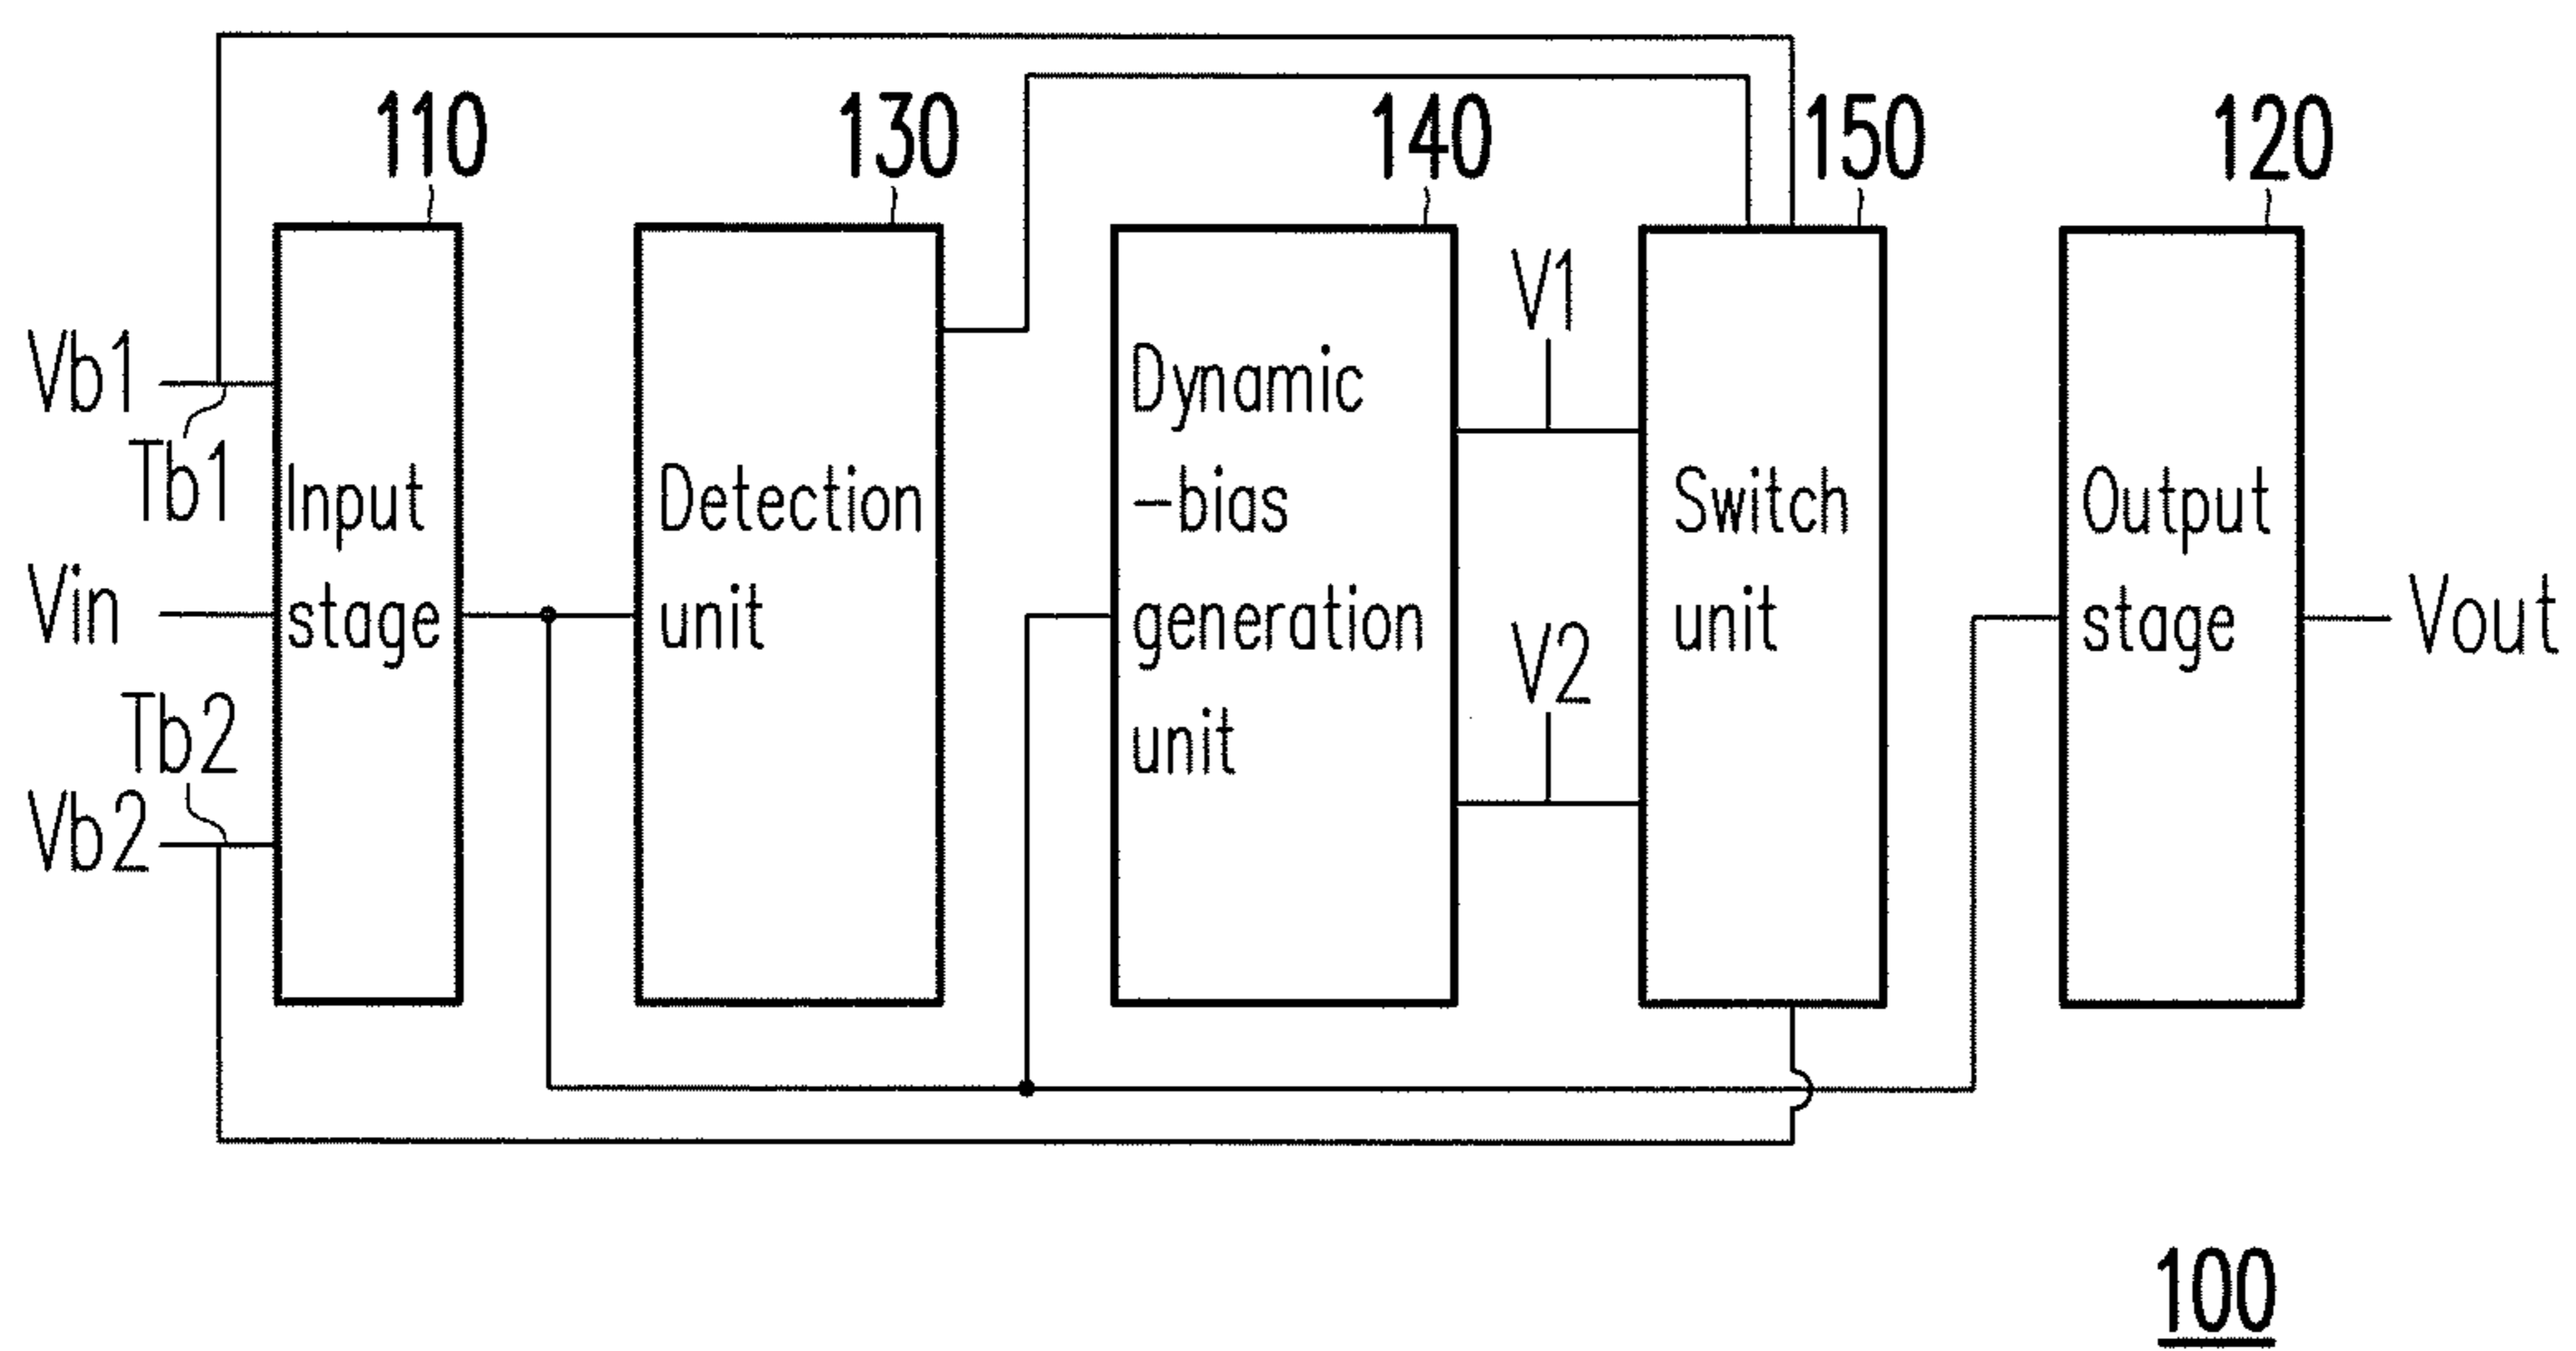 110
130
140
150
120
Vb1
Tb1
Vin
Tb2
Vb2
Input
stage
Detection
unit
Dynamic
-bias
generation
unit
V1
V2
Switch
unit
Output
stage
Vout
100